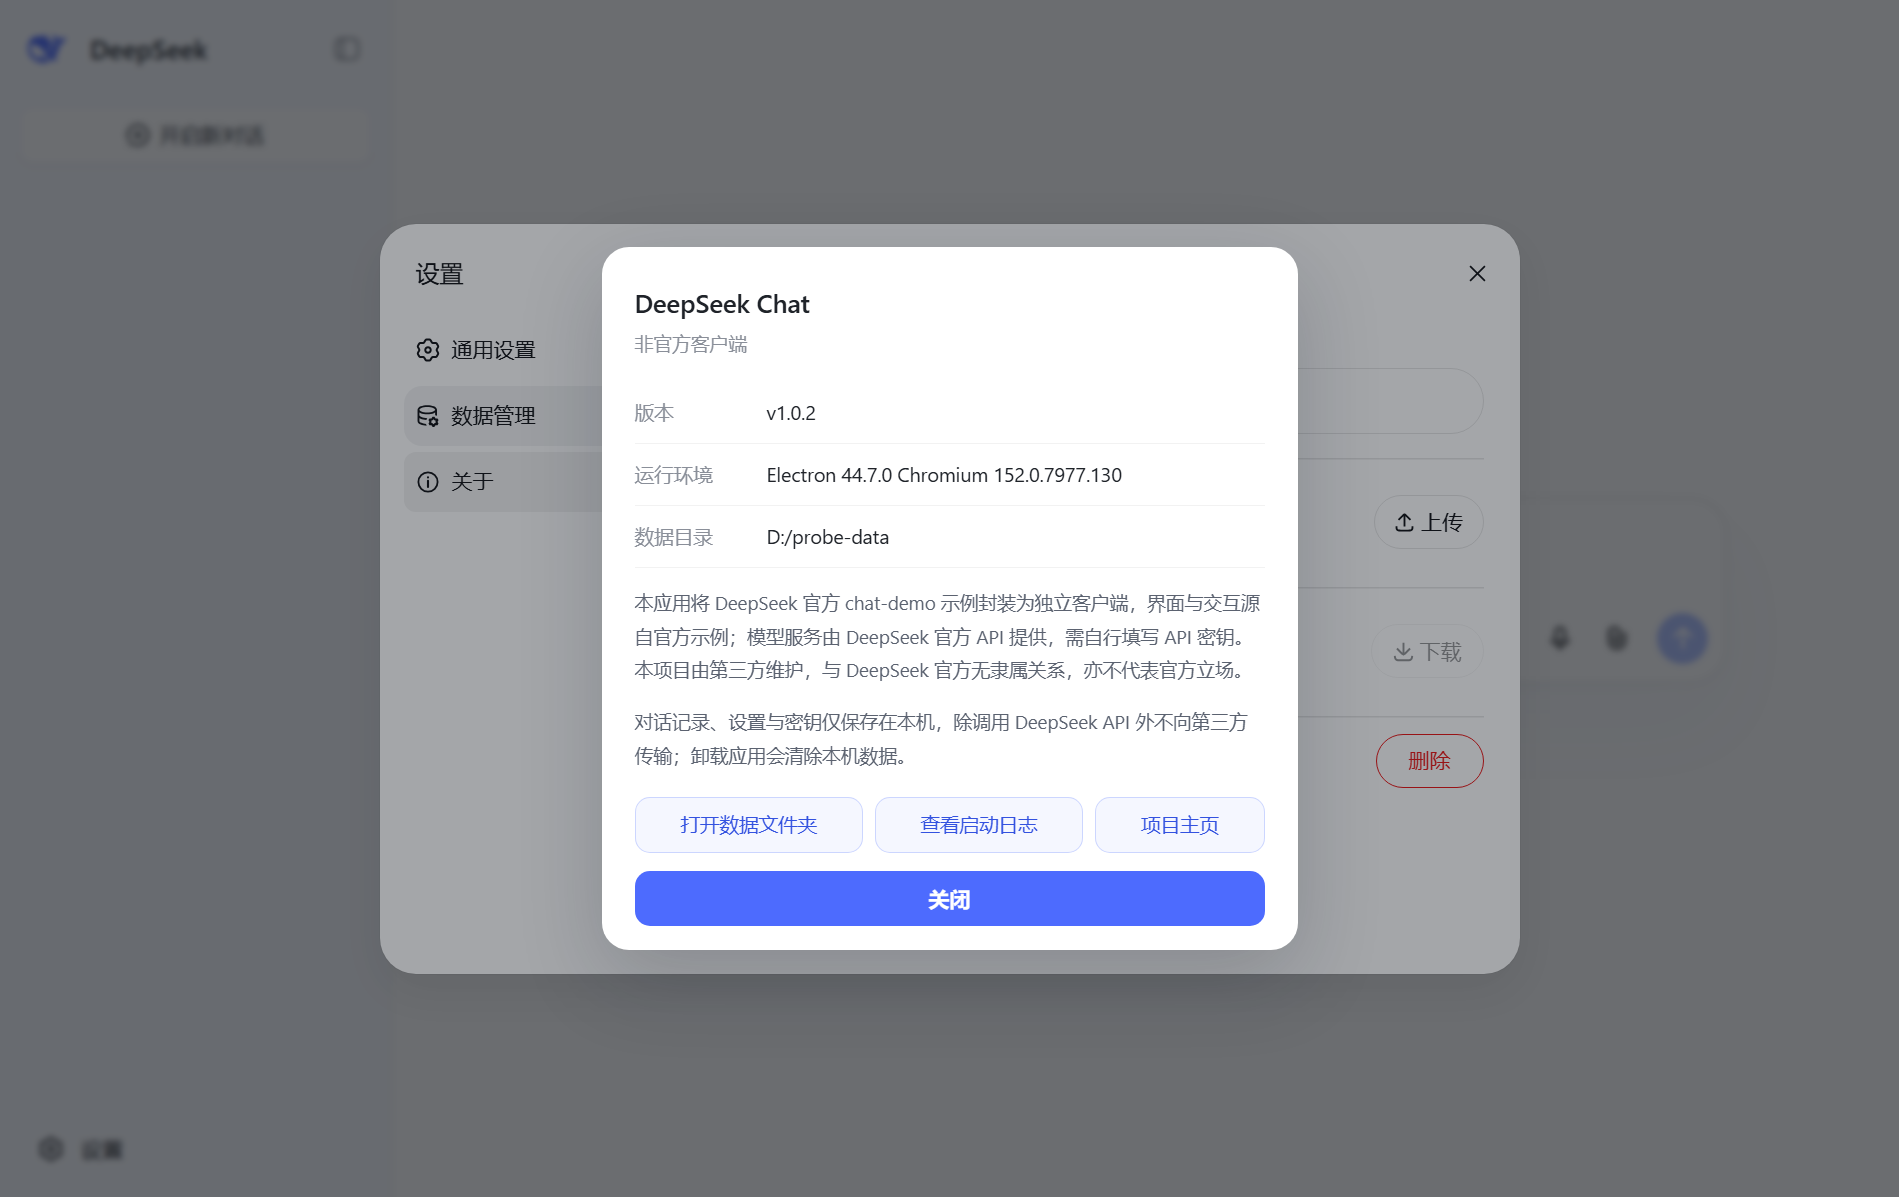 DeepSeek
开启新对话
设置
通用设置
数据管理
关于
DeepSeek Chat
非官方客户端
版本 v1.0.2
运行环境 Electron 44.7.0 Chromium 152.0.7977.130
数据目录 D:/probe-data
本应用将 DeepSeek 官方 chat-demo 示例封装为独立客户端，界面与交互源
自官方示例；模型服务由 DeepSeek 官方 API 提供，需自行填写 API 密钥。
本项目由第三方维护，与 DeepSeek 官方无隶属关系，亦不代表官方立场。
对话记录、设置与密钥仅保存在本机，除调用 DeepSeek API 外不向第三方
传输；卸载应用会清除本机数据。
打开数据文件夹 查看启动日志 项目主页
关闭
上传
下载
删除
设置